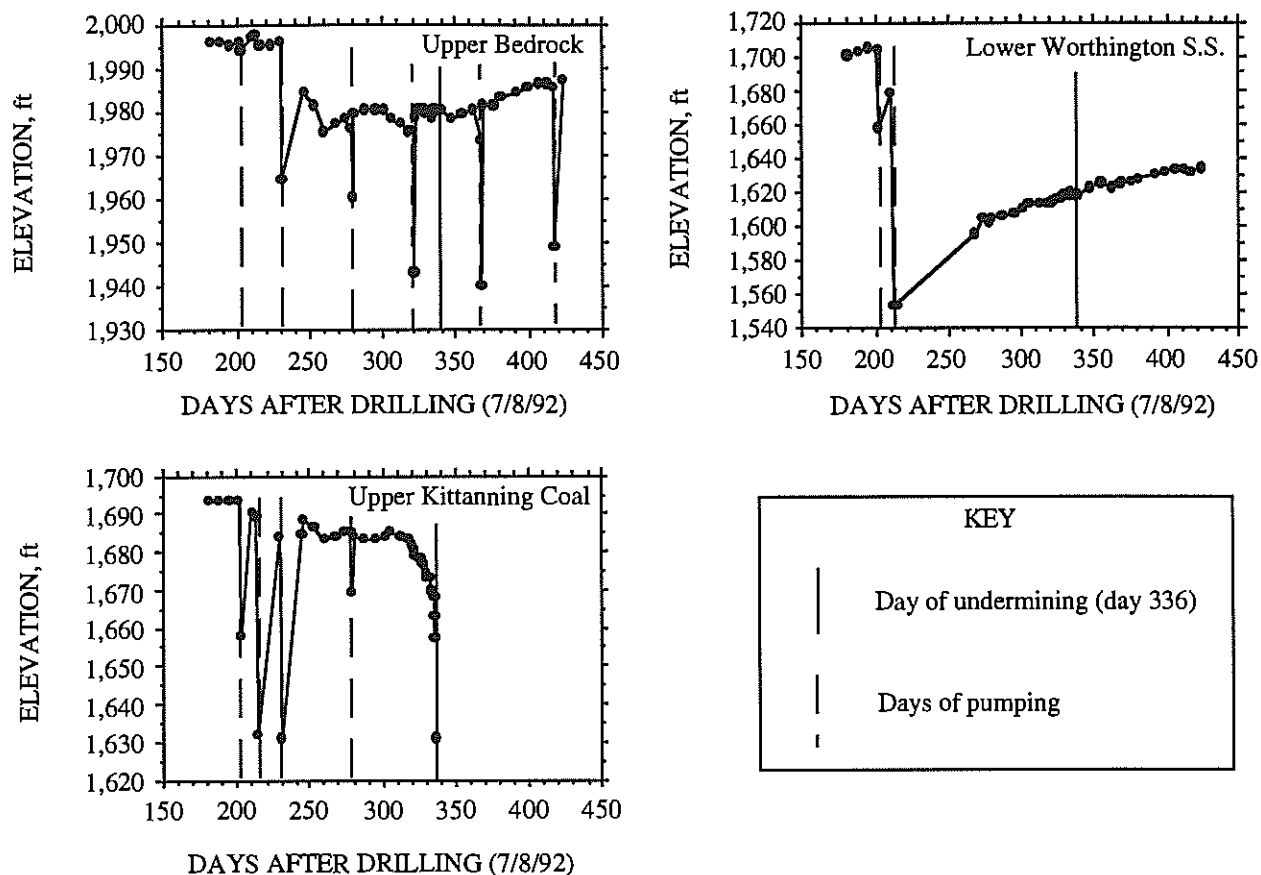 Upper Bedrock
ELEVATION, ft
2,000
1,990
1,980
1,970
1,960
1,950
1,940
1,930
150 200 250 300 350 400 450
DAYS AFTER DRILLING (7/8/92)
Lower Worthington S.S.
ELEVATION, ft
1,720
1,700
1,680
1,660
1,640
1,620
1,600
1,580
1,560
1,540
150 200 250 300 350 400 450
DAYS AFTER DRILLING (7/8/92)
Upper Kittanning Coal
ELEVATION, ft
1,700
1,690
1,680
1,670
1,660
1,650
1,640
1,630
1,620
150 200 250 300 350 400 450
DAYS AFTER DRILLING (7/8/92)
KEY
Day of undermining (day 336)
Days of pumping